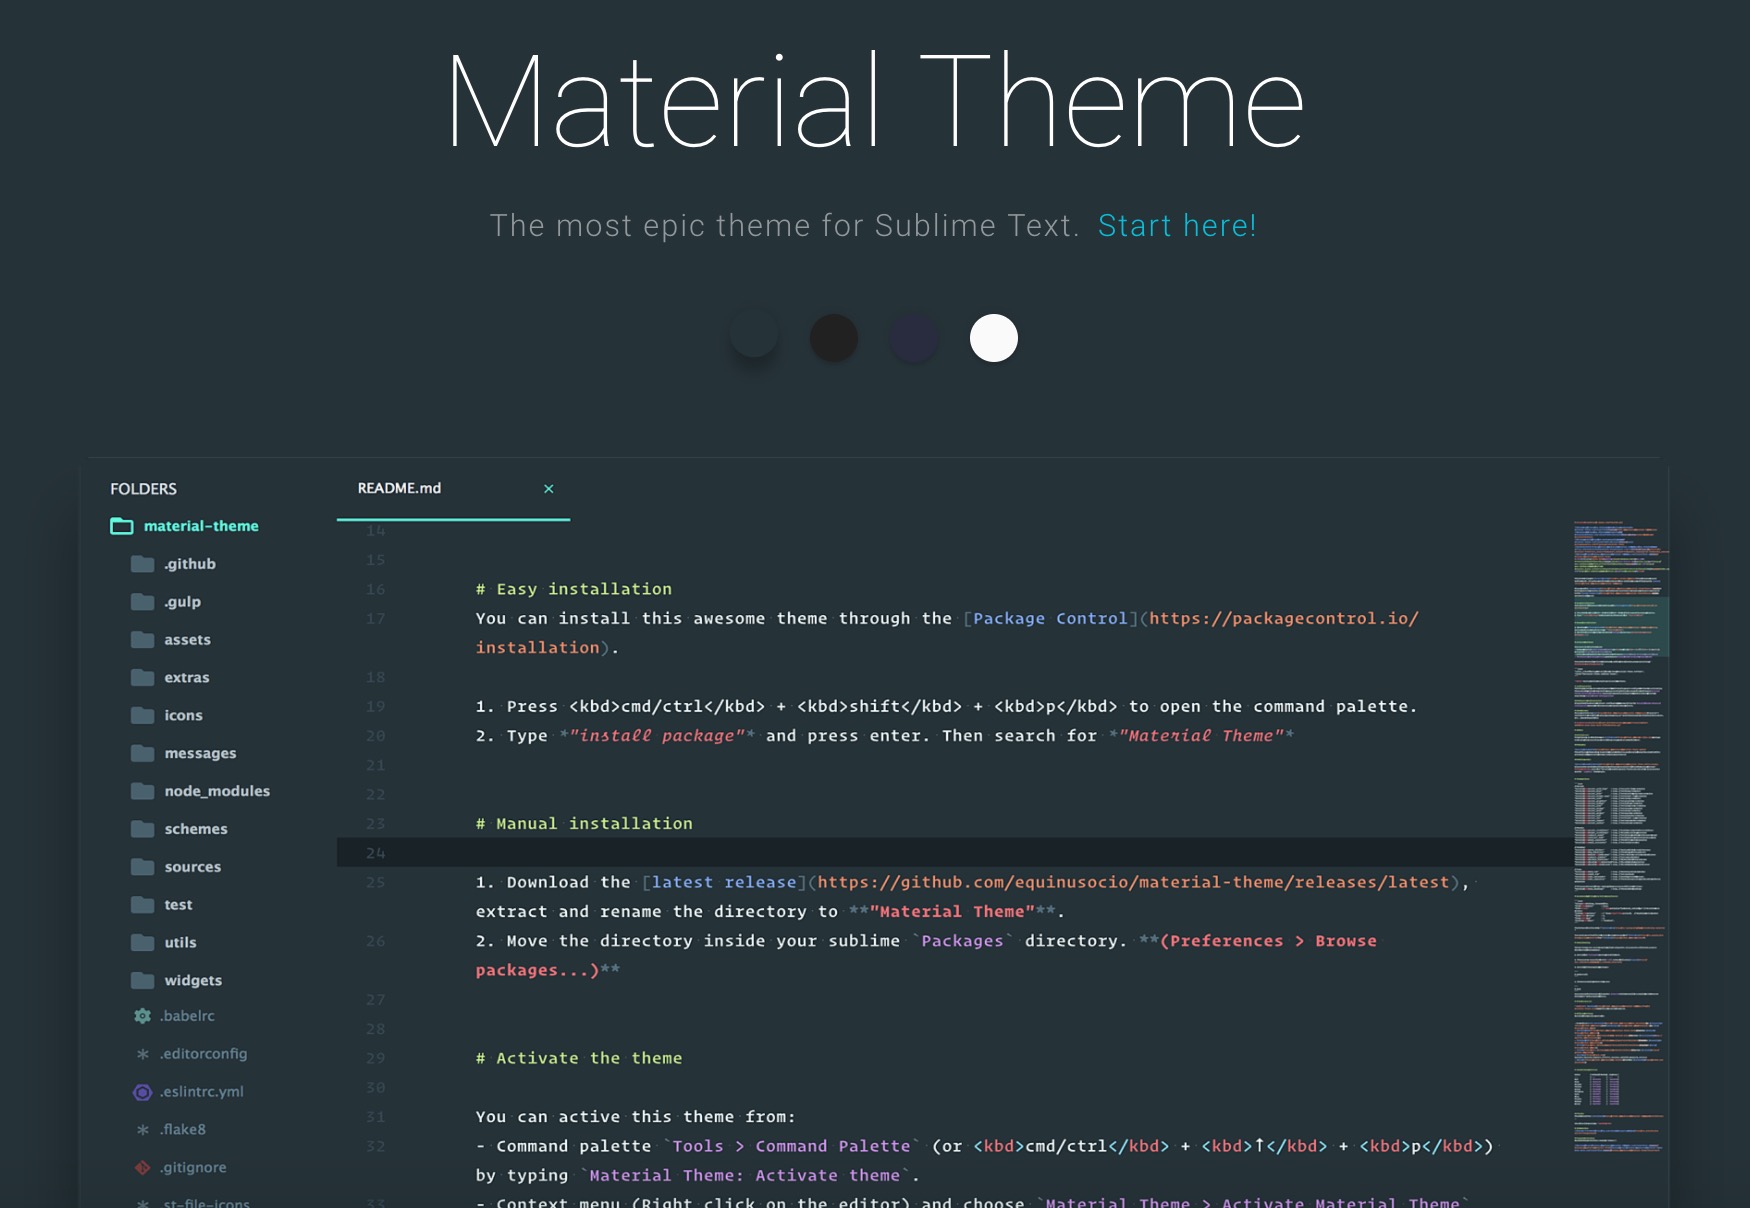 Material Theme
The most epic theme for Sublime Text. Start here!
FOLDERS
material-theme
.github
.gulp
assets
extras
icons
messages
node_modules
schemes
sources
test
utils
widgets
.babelrc
.editorconfig
.eslintrc.yml
.flake8
.gitignore
st-file-icons
README.md ×
14
15
16 # Easy installation
17 You can install this awesome theme through the [Package Control](https://packagecontrol.io/
installation).
18
19 1. Press <kbd>cmd/ctrl</kbd> + <kbd>shift</kbd> + <kbd>p</kbd> to open the command palette.
20 2. Type *"install package"* and press enter. Then search for *"Material Theme"*
21
22
23 # Manual installation
24
25 1. Download the [latest release](https://github.com/equinusocio/material-theme/releases/latest),
extract and rename the directory to **"Material Theme"**.
26 2. Move the directory inside your sublime `Packages` directory. **(Preferences > Browse
packages...)**
27
28
29 # Activate the theme
30
31 You can active this theme from:
32 - Command palette `Tools > Command Palette` (or <kbd>cmd/ctrl</kbd> + <kbd>↑</kbd> + <kbd>p</kbd>)
by typing `Material Theme: Activate theme`.
33 - Context menu (Right click on the editor) and choose `Material Theme > Activate Material Theme`